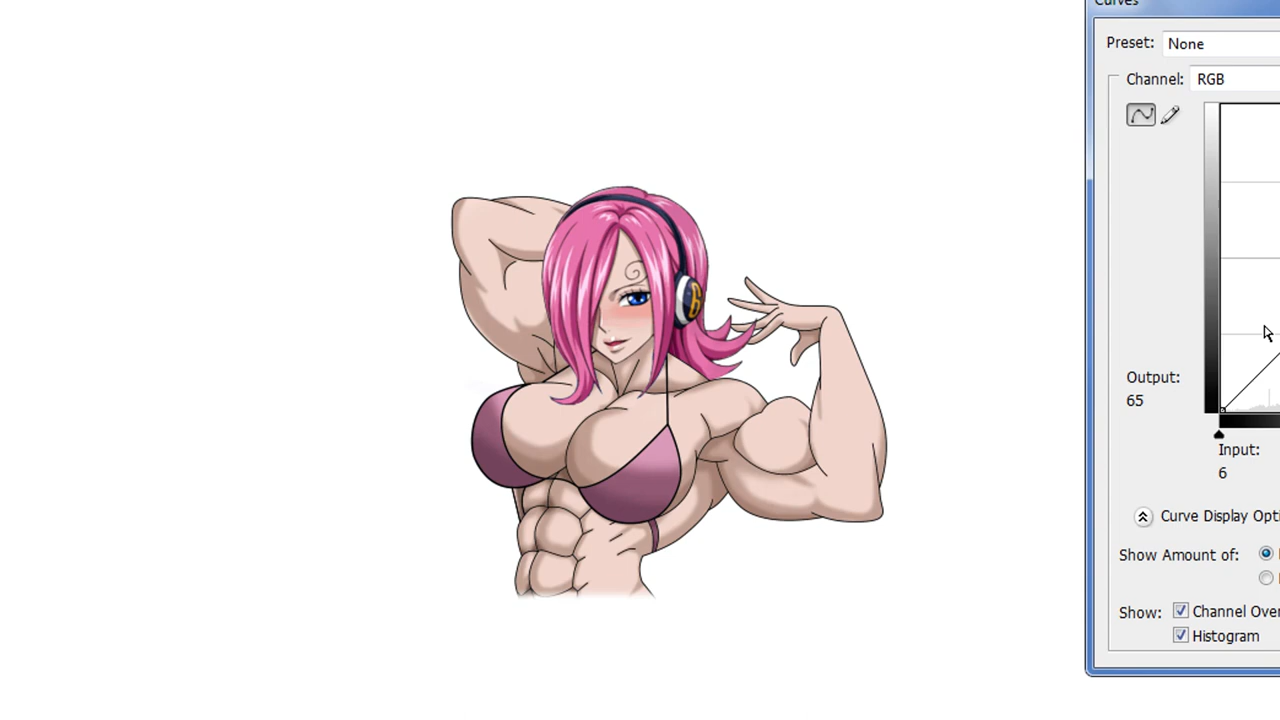 Curves
Preset: None
Channel: RGB
6
Output:
65
Input:
6
Curve Display Opti
Show Amount of:
Show: Channel Over
Histogram